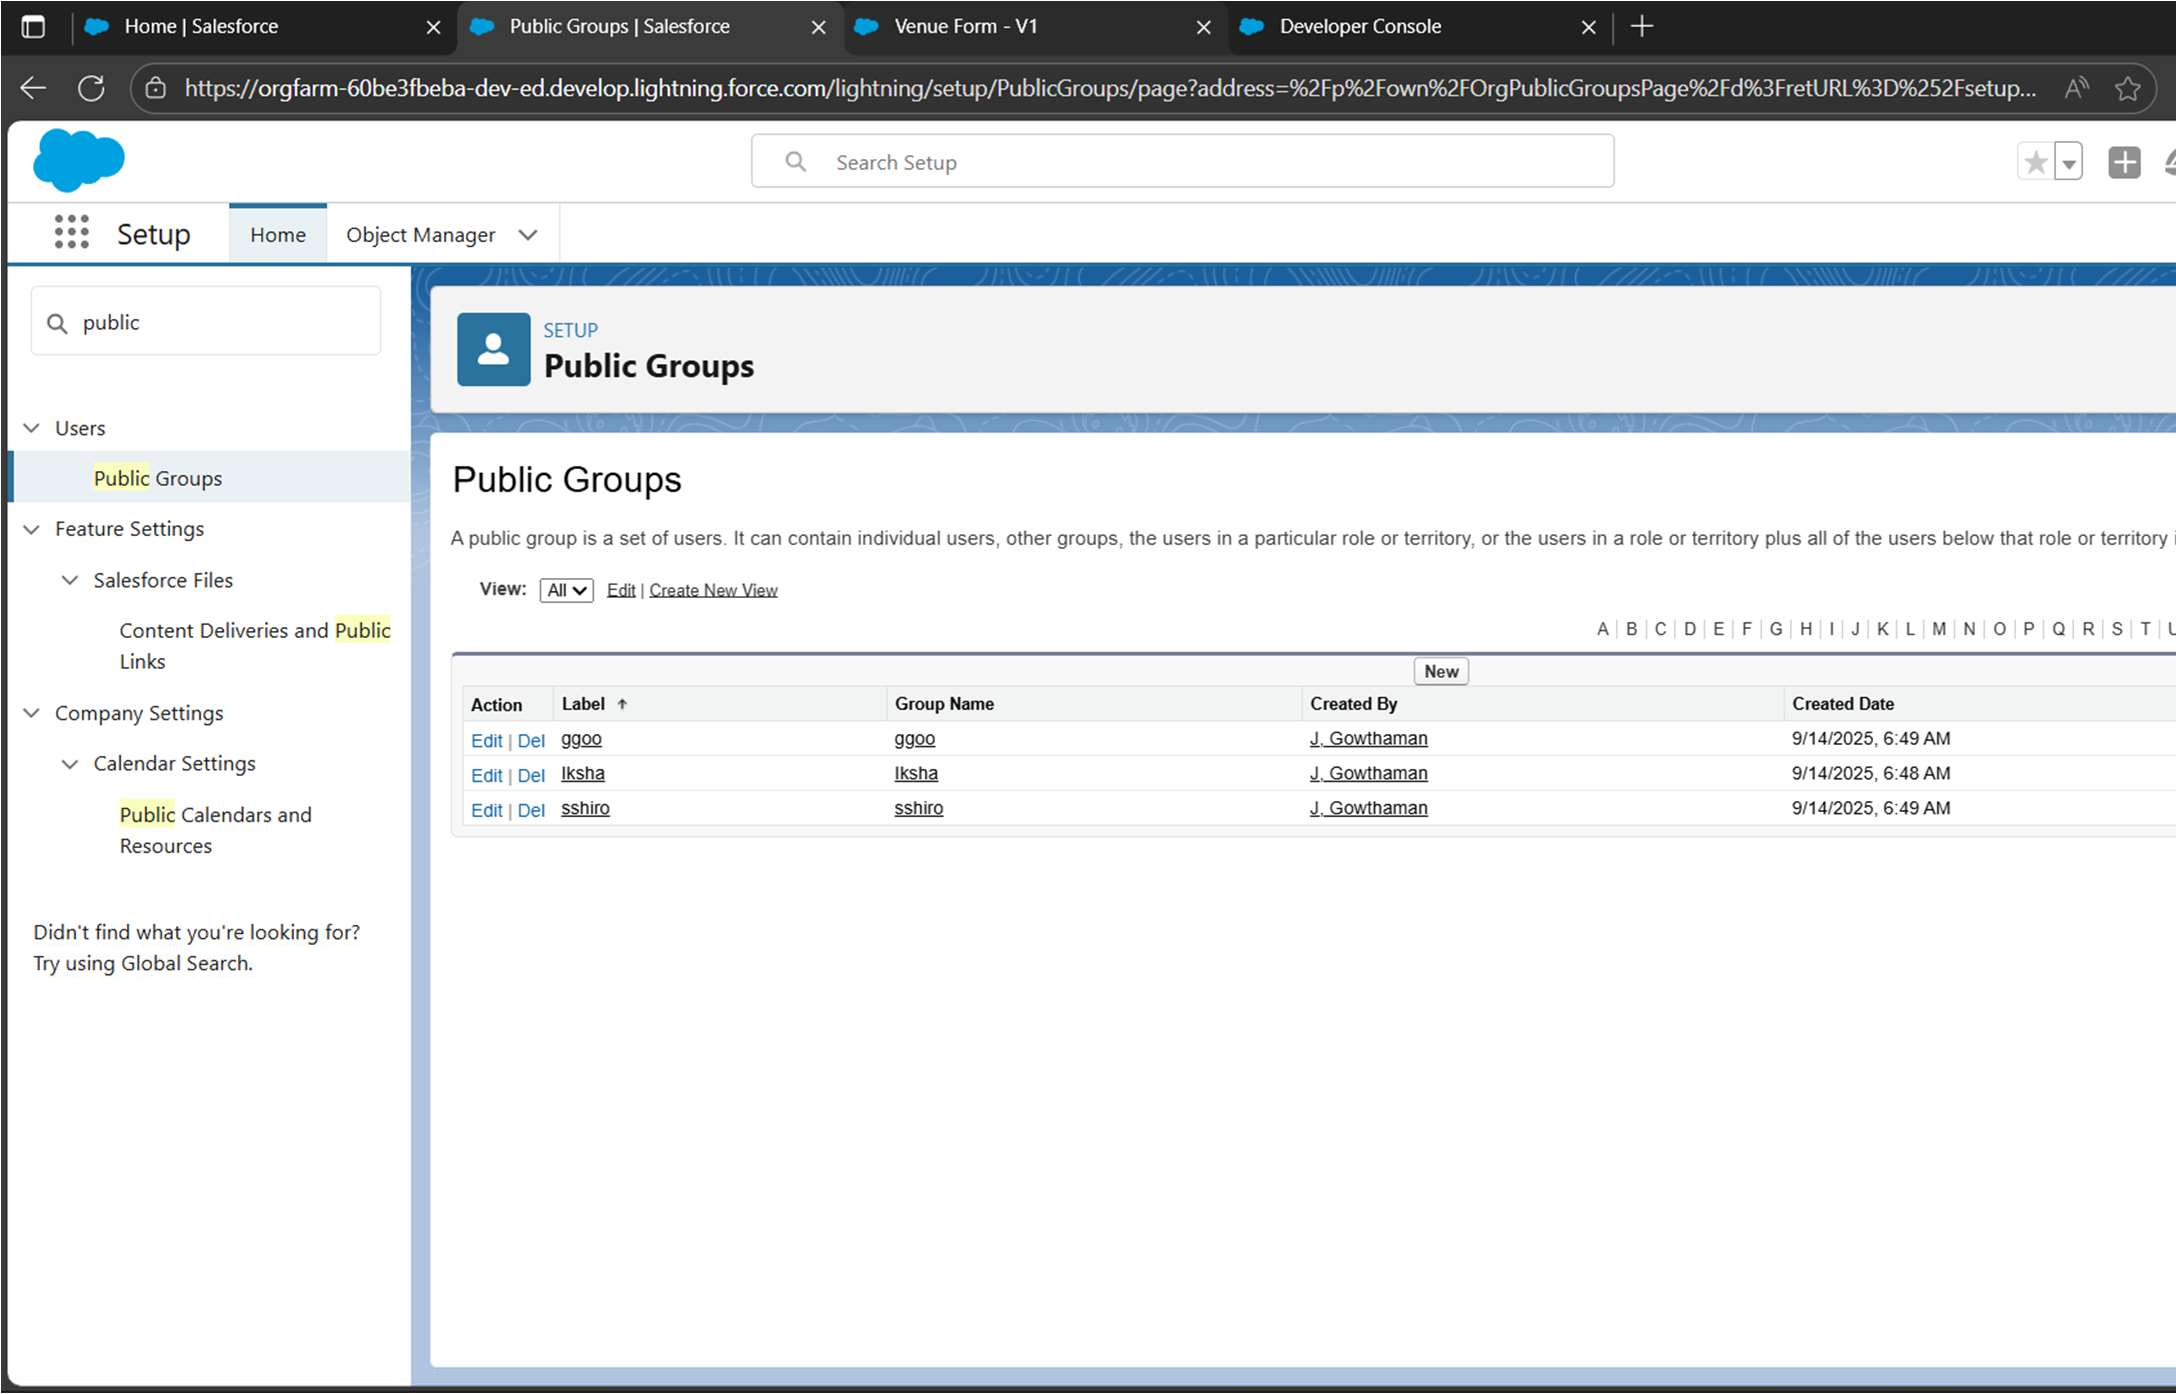 Home | Salesforce
Public Groups | Salesforce
Venue Form - V1
Developer Console
https://orgfarm-60be3fbeba-dev-ed.develop.lightning.force.com/lightning/setup/PublicGroups/page?address=%2Fp%2Fown%2FOrgPublicGroupsPage%2Fd%3FretURL%3D%252Fsetup...
Search Setup
Setup
Home
Object Manager
public
Users
Public Groups
Feature Settings
Salesforce Files
Content Deliveries and Public
Links
Company Settings
Calendar Settings
Public Calendars and
Resources
Didn't find what you're looking for?
Try using Global Search.
SETUP
Public Groups
Public Groups
A public group is a set of users. It can contain individual users, other groups, the users in a particular role or territory, or the users in a role or territory plus all of the users below that role or territory
View: All Edit | Create New View
A | B | C | D | E | F | G | H | I | J | K | L | M | N | O | P | Q | R | S | T | U
New
Action Label Group Name Created By Created Date
Edit | Del ggoo ggoo J, Gowthaman 9/14/2025, 6:49 AM
Edit | Del Iksha Iksha J, Gowthaman 9/14/2025, 6:48 AM
Edit | Del sshiro sshiro J, Gowthaman 9/14/2025, 6:49 AM